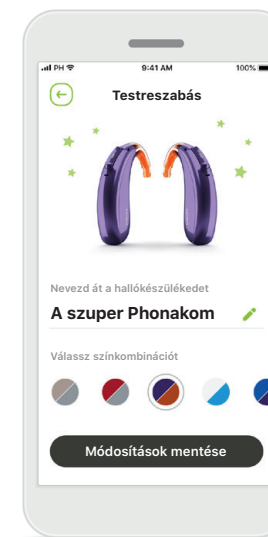 PH 9:41 AM 100%
Testreszabás
Nevezd át a hallókészülékedet
A szuper Phonakom
Válassz színkombinációt
Módosítások mentése